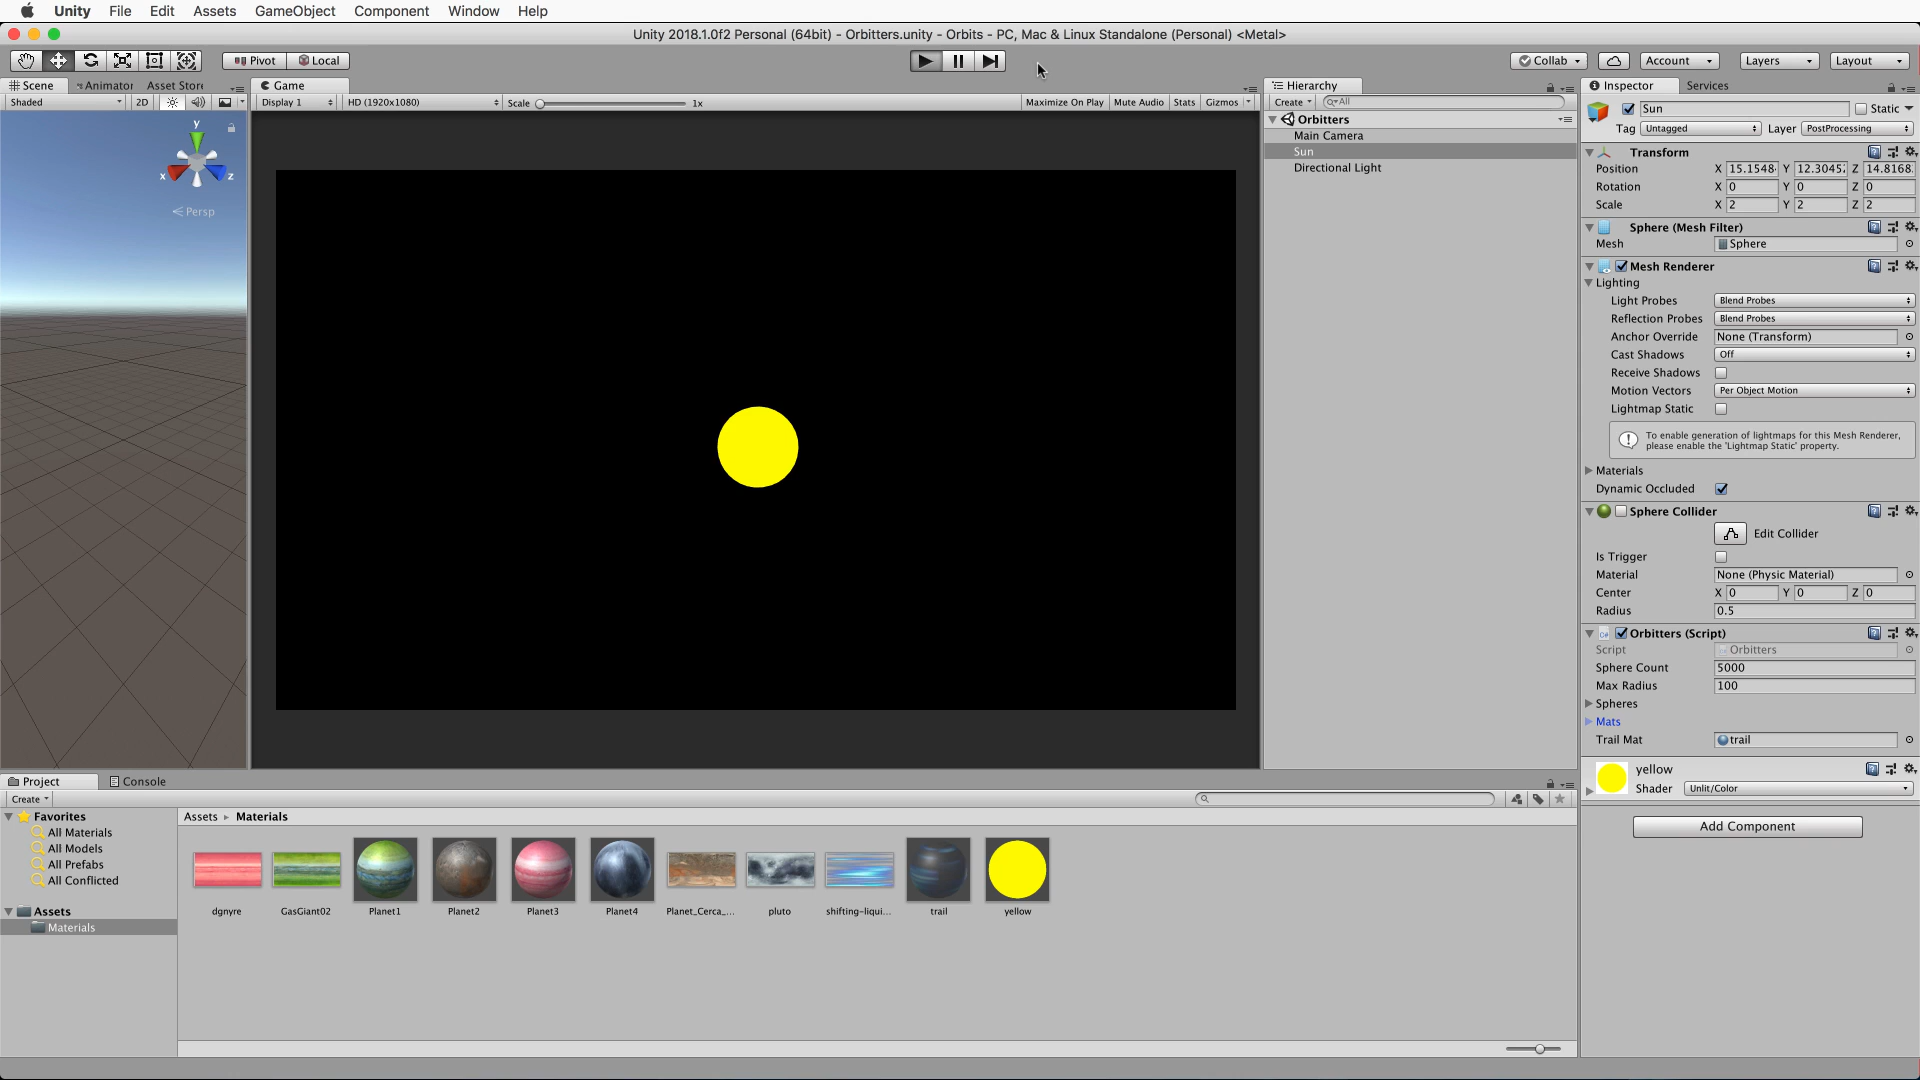 Unity File Edit Assets GameObject Component Window Help
Unity 2018.1.0f2 Personal (64bit) - Orbitters.unity - Orbits - PC, Mac & Linux Standalone (Personal) <Metal>
Pivot Local Collab Account Layers Layout
Scene Animator Asset Store Game Hierarchy Inspector Services
Shaded 2D Display 1 HD (1920x1080) Scale 1x Maximize On Play Mute Audio Stats Gizmos Create All
y
x z
Persp
Orbitters
Main Camera
Sun
Directional Light
Sun Static
Tag Untagged Layer PostProcessing
Transform
Position X 15.1548 Y 12.3045 Z 14.8168
Rotation X 0 Y 0 Z 0
Scale X 2 Y 2 Z 2
Sphere (Mesh Filter)
Mesh Sphere
Mesh Renderer
Lighting
Light Probes Blend Probes
Reflection Probes Blend Probes
Anchor Override None (Transform)
Cast Shadows Off
Receive Shadows
Motion Vectors Per Object Motion
Lightmap Static
To enable generation of lightmaps for this Mesh Renderer,
please enable the 'Lightmap Static' property.
Materials
Dynamic Occluded
Sphere Collider
Edit Collider
Is Trigger
Material None (Physic Material)
Center X 0 Y 0 Z 0
Radius 0.5
Orbitters (Script)
Script Orbitters
Sphere Count 5000
Max Radius 100
Spheres
Mats
Trail Mat trail
yellow
Shader Unlit/Color
Add Component
Project Console
Create
Favorites
All Materials
All Models
All Prefabs
All Conflicted
Assets
Materials
Assets Materials
dgnyre GasGiant02 Planet1 Planet2 Planet3 Planet4 Planet_Cerca_... pluto shifting-liqui... trail yellow